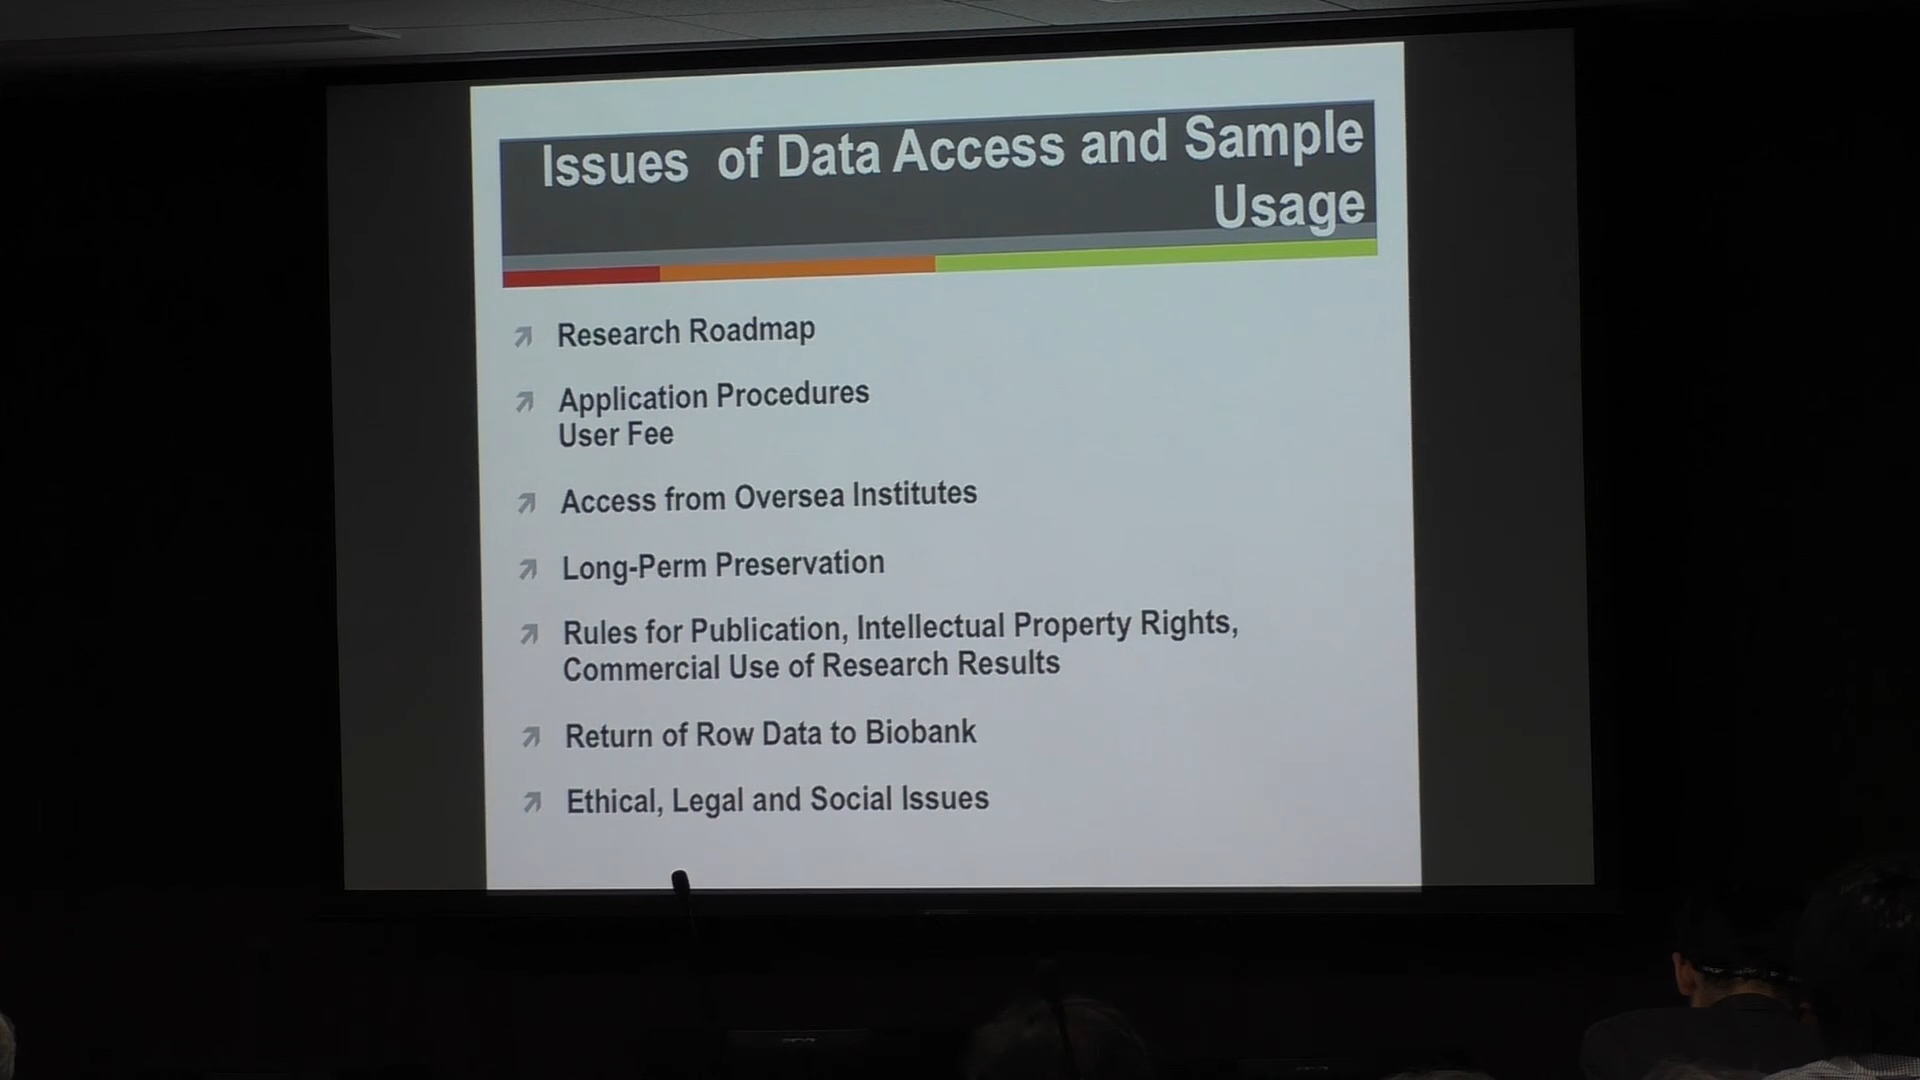 Issues of Data Access and Sample
Usage
Research Roadmap
Application Procedures
User Fee
Access from Oversea Institutes
Long-Perm Preservation
Rules for Publication, Intellectual Property Rights,
Commercial Use of Research Results
Return of Row Data to Biobank
Ethical, Legal and Social Issues